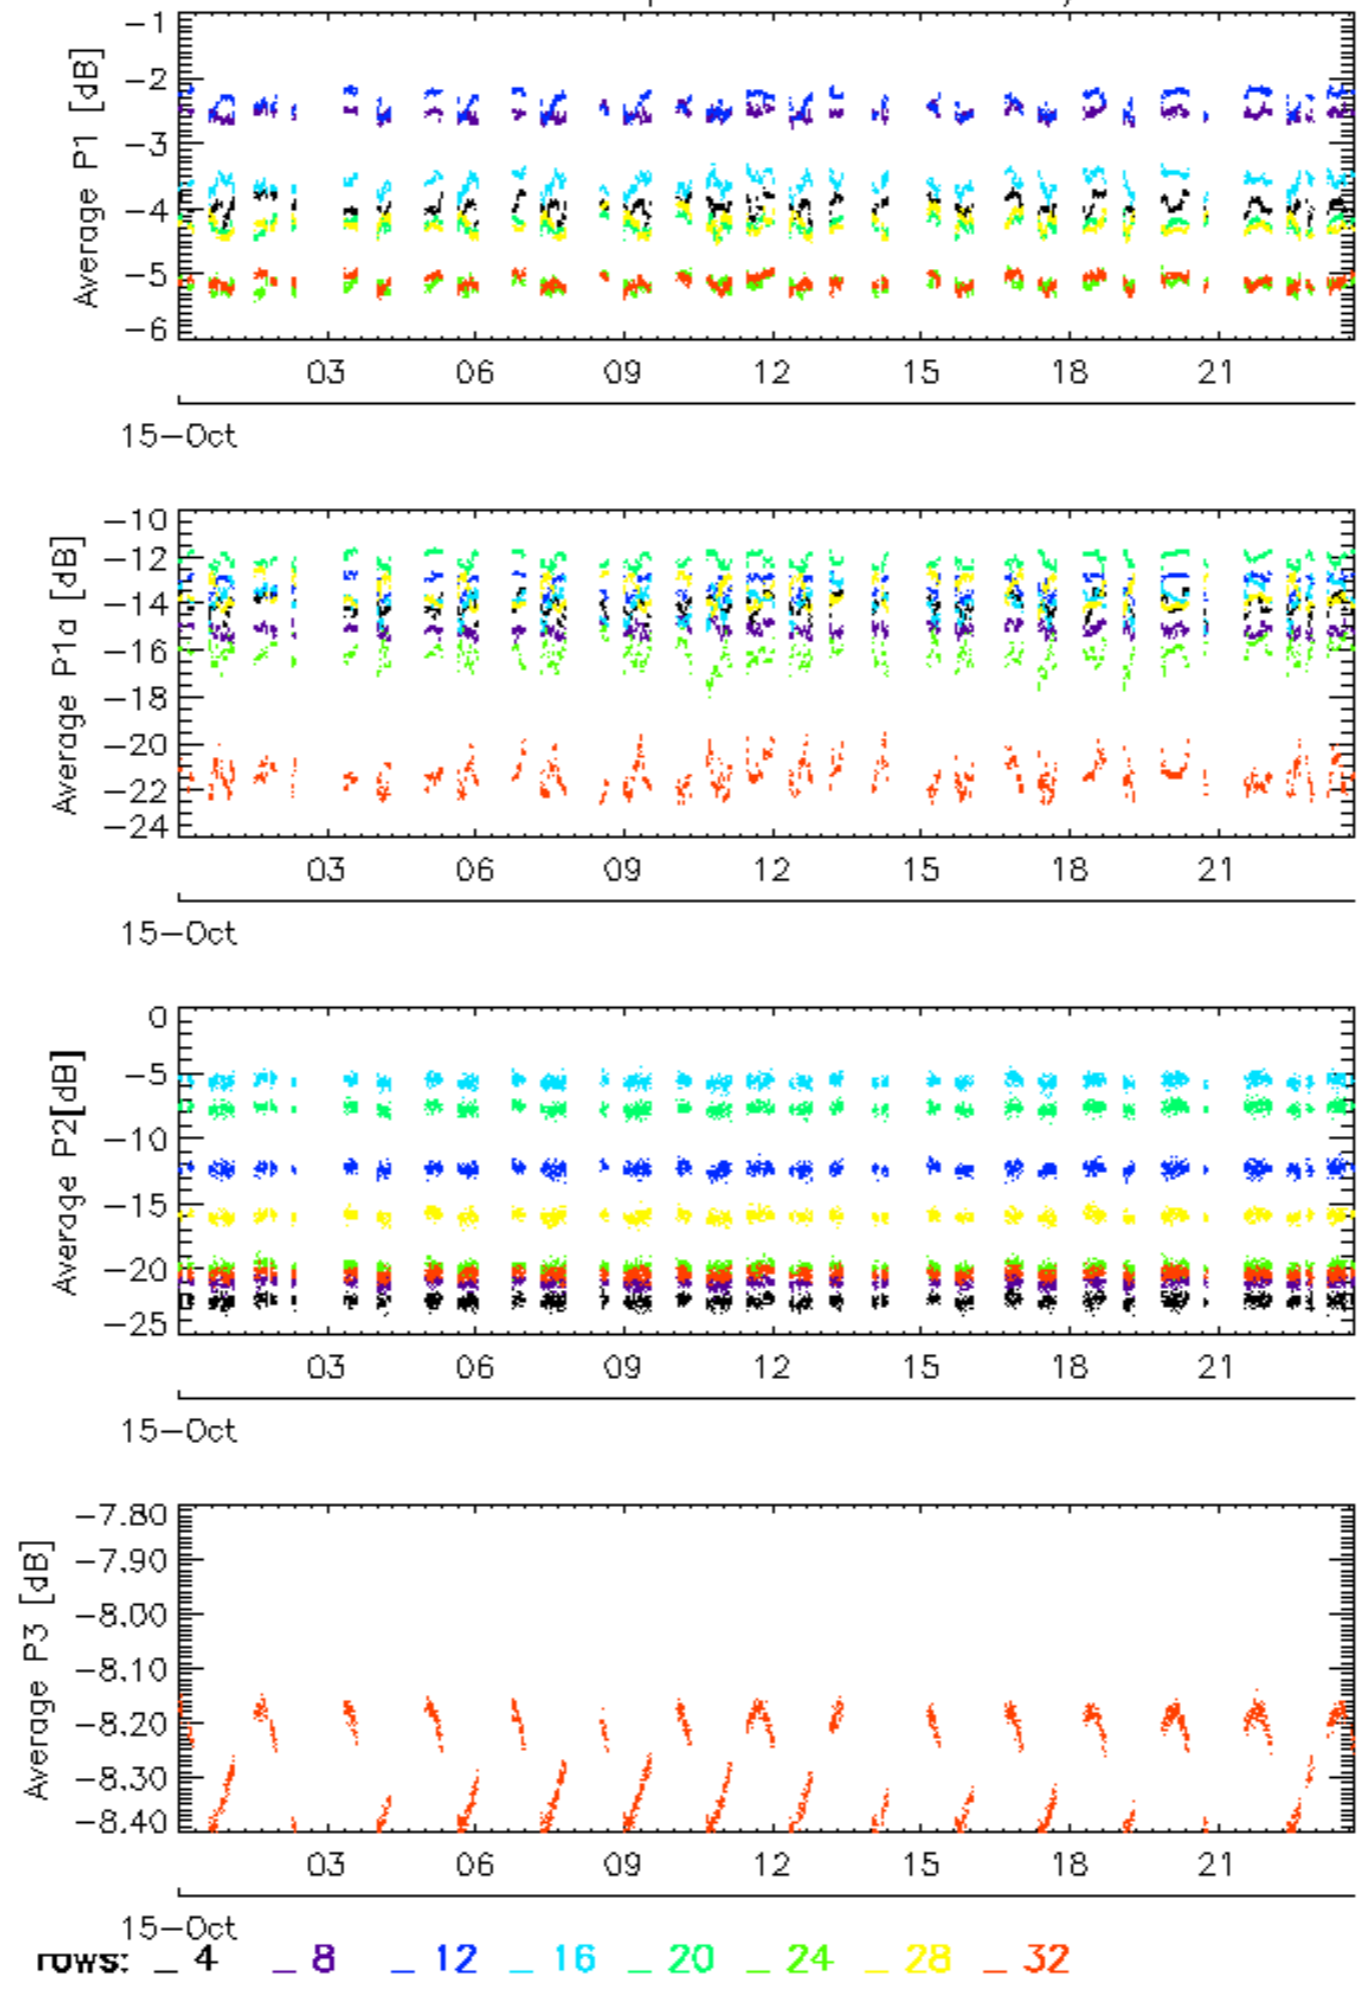 Average P1 [dB]
-1
-2
-3
-4
-5
-6
03 06 09 12 15 18 21
15-Oct
Average P1a [dB]
-10
-12
-14
-16
-18
-20
-22
-24
03 06 09 12 15 18 21
15-Oct
Average P2[dB]
0
-5
-10
-15
-20
-25
03 06 09 12 15 18 21
15-Oct
Average P3 [dB]
-7.80
-7.90
-8.00
-8.10
-8.20
-8.30
-8.40
03 06 09 12 15 18 21
15-Oct
rows: _ 4 _ 8 _ 12 _ 16 _ 20 _ 24 _ 28 _ 32